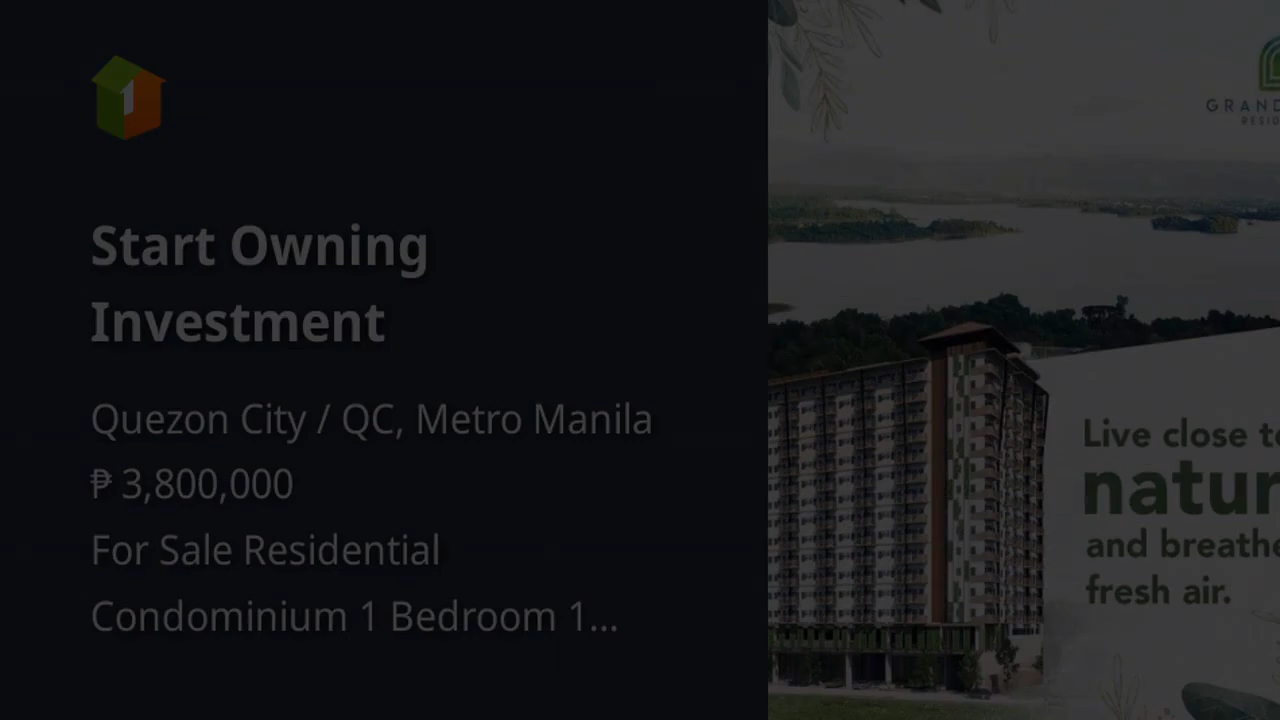 Start Owning
Investment
Quezon City / QC, Metro Manila
₱ 3,800,000
For Sale Residential
Condominium 1 Bedroom 1...
GRAND
Live close
natur
and breathe
fresh air.